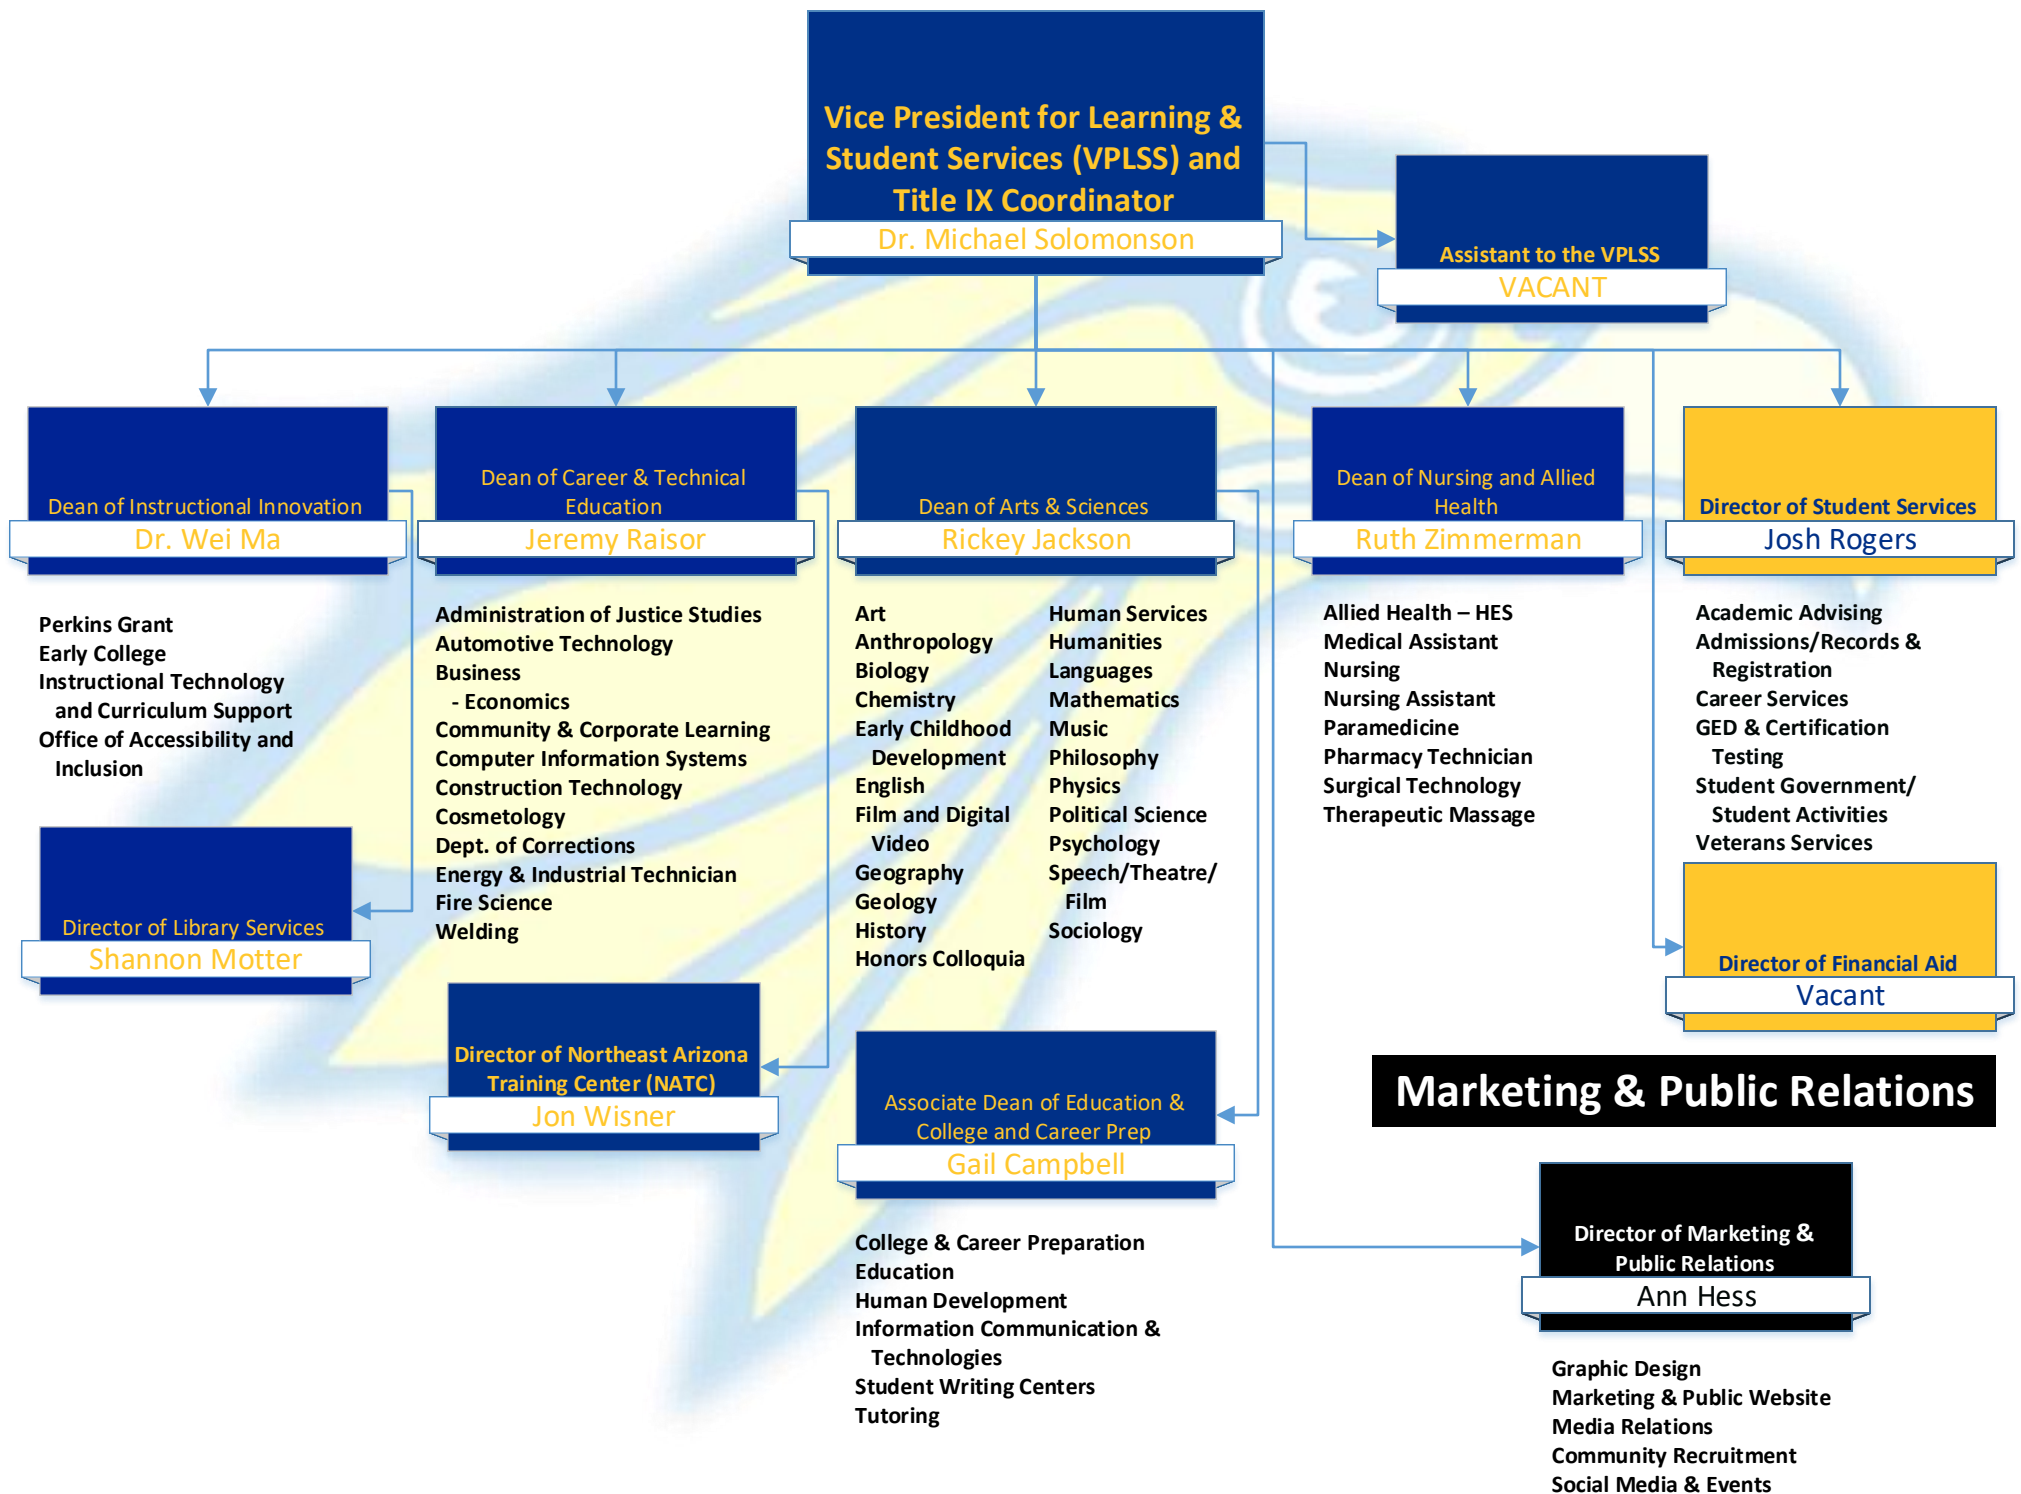 Vice President for Learning &
Student Services (VPLSS) and
Title IX Coordinator
Dr. Michael Solomonson
Assistant to the VPLSS
VACANT
Dean of Instructional Innovation
Dr. Wei Ma
Perkins Grant
Early College
Instructional Technology
and Curriculum Support
Office of Accessibility and
Inclusion
Director of Library Services
Shannon Motter
Dean of Career & Technical
Education
Jeremy Raisor
Administration of Justice Studies
Automotive Technology
Business
- Economics
Community & Corporate Learning
Computer Information Systems
Construction Technology
Cosmetology
Dept. of Corrections
Energy & Industrial Technician
Fire Science
Welding
Director of Northeast Arizona
Training Center (NATC)
Jon Wisner
Dean of Arts & Sciences
Rickey Jackson
Art
Anthropology
Biology
Chemistry
Early Childhood
Development
English
Film and Digital
Video
Geography
Geology
History
Honors Colloquia
Human Services
Humanities
Languages
Mathematics
Music
Philosophy
Physics
Political Science
Psychology
Speech/Theatre/
Film
Sociology
Associate Dean of Education &
College and Career Prep
Gail Campbell
College & Career Preparation
Education
Human Development
Information Communication &
Technologies
Student Writing Centers
Tutoring
Dean of Nursing and Allied
Health
Ruth Zimmerman
Allied Health – HES
Medical Assistant
Nursing
Nursing Assistant
Paramedicine
Pharmacy Technician
Surgical Technology
Therapeutic Massage
Director of Student Services
Josh Rogers
Academic Advising
Admissions/Records &
Registration
Career Services
GED & Certification
Testing
Student Government/
Student Activities
Veterans Services
Director of Financial Aid
Vacant
Marketing & Public Relations
Director of Marketing &
Public Relations
Ann Hess
Graphic Design
Marketing & Public Website
Media Relations
Community Recruitment
Social Media & Events